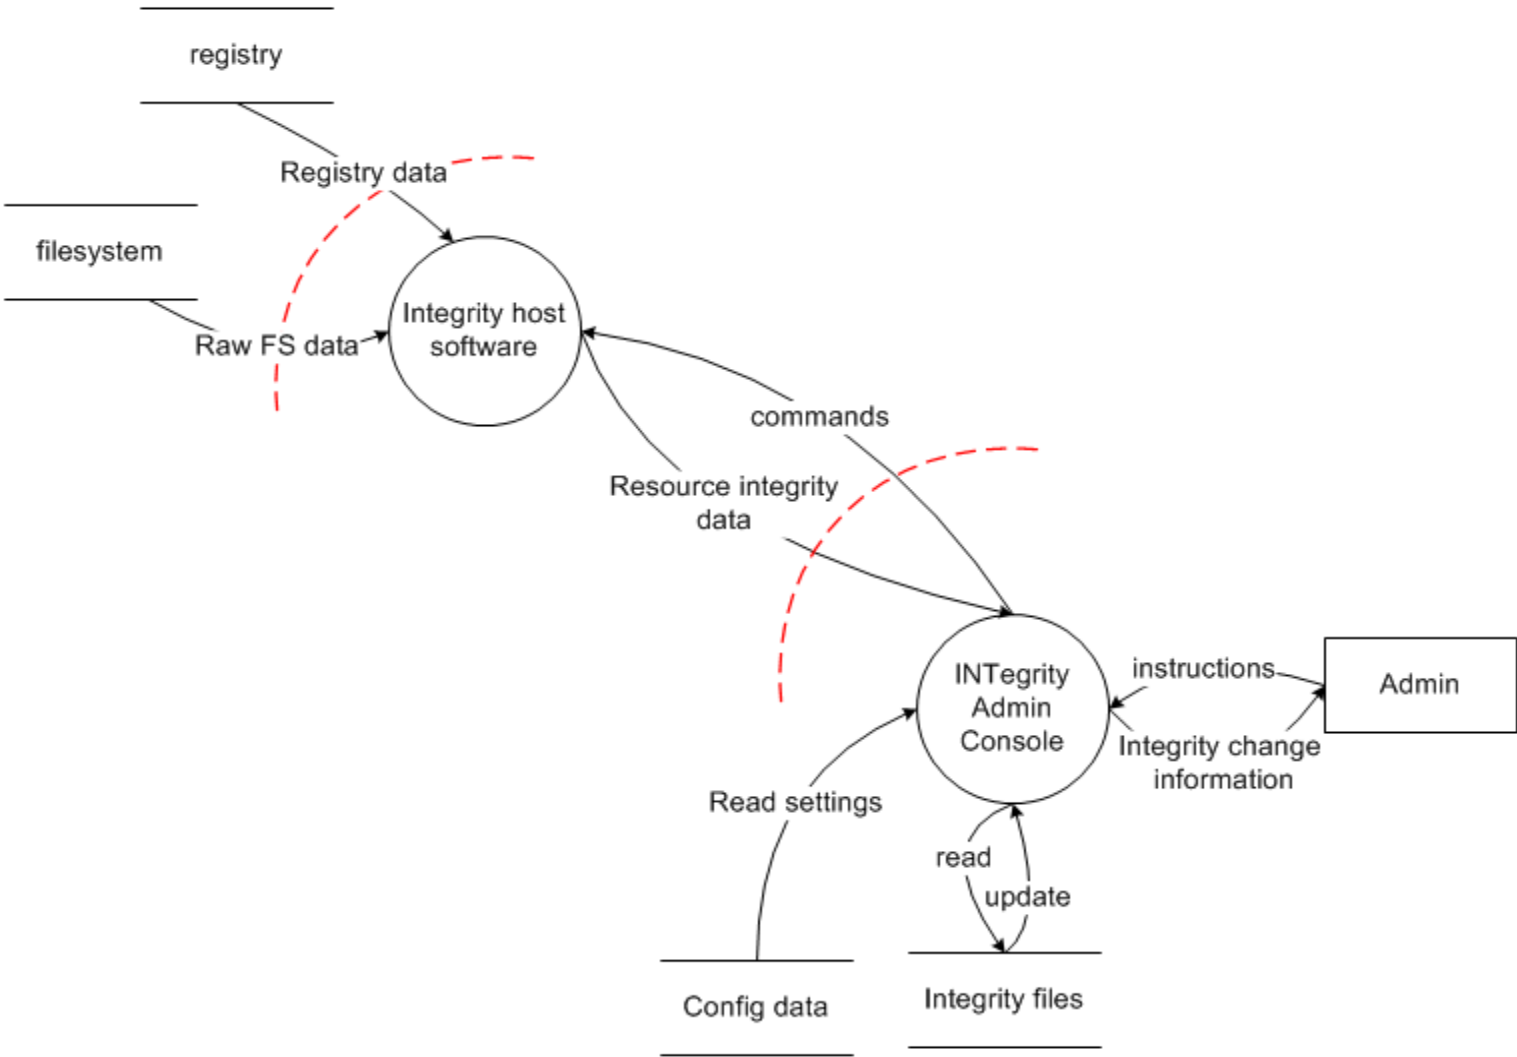 registry
Registry data
filesystem
Raw FS data
Integrity host
software
commands
Resource integrity
data
INTegrity
Admin
Console
instructions
Admin
Integrity change
information
Read settings
read
update
Config data
Integrity files